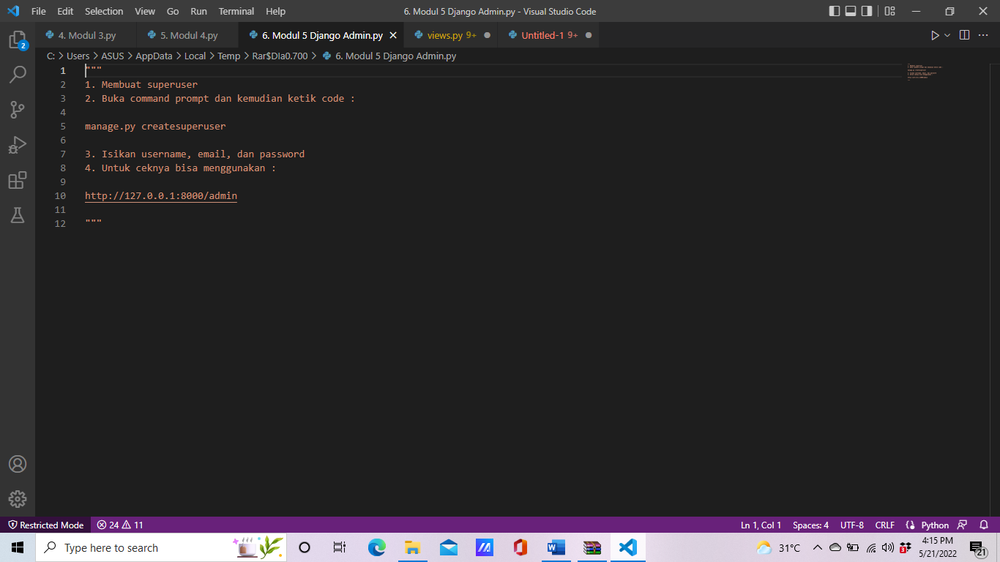 File Edit Selection View Go Run Terminal Help
6. Modul 5 Django Admin.py - Visual Studio Code
4. Modul 3.py
5. Modul 4.py
6. Modul 5 Django Admin.py
views.py 9+
Untitled-1 9+
C: > Users > ASUS > AppData > Local > Temp > Rar$DIa0.700 > 6. Modul 5 Django Admin.py
1 """
2 1. Membuat superuser
3 2. Buka command prompt dan kemudian ketik code :
4
5 manage.py createsuperuser
6
7 3. Isikan username, email, dan password
8 4. Untuk ceknya bisa menggunakan :
9
10 http://127.0.0.1:8000/admin
11
12 """
2
Restricted Mode
24 11
Ln 1, Col 1
Spaces: 4
UTF-8
CRLF
Python
Type here to search
31°C
4:15 PM
5/21/2022
21